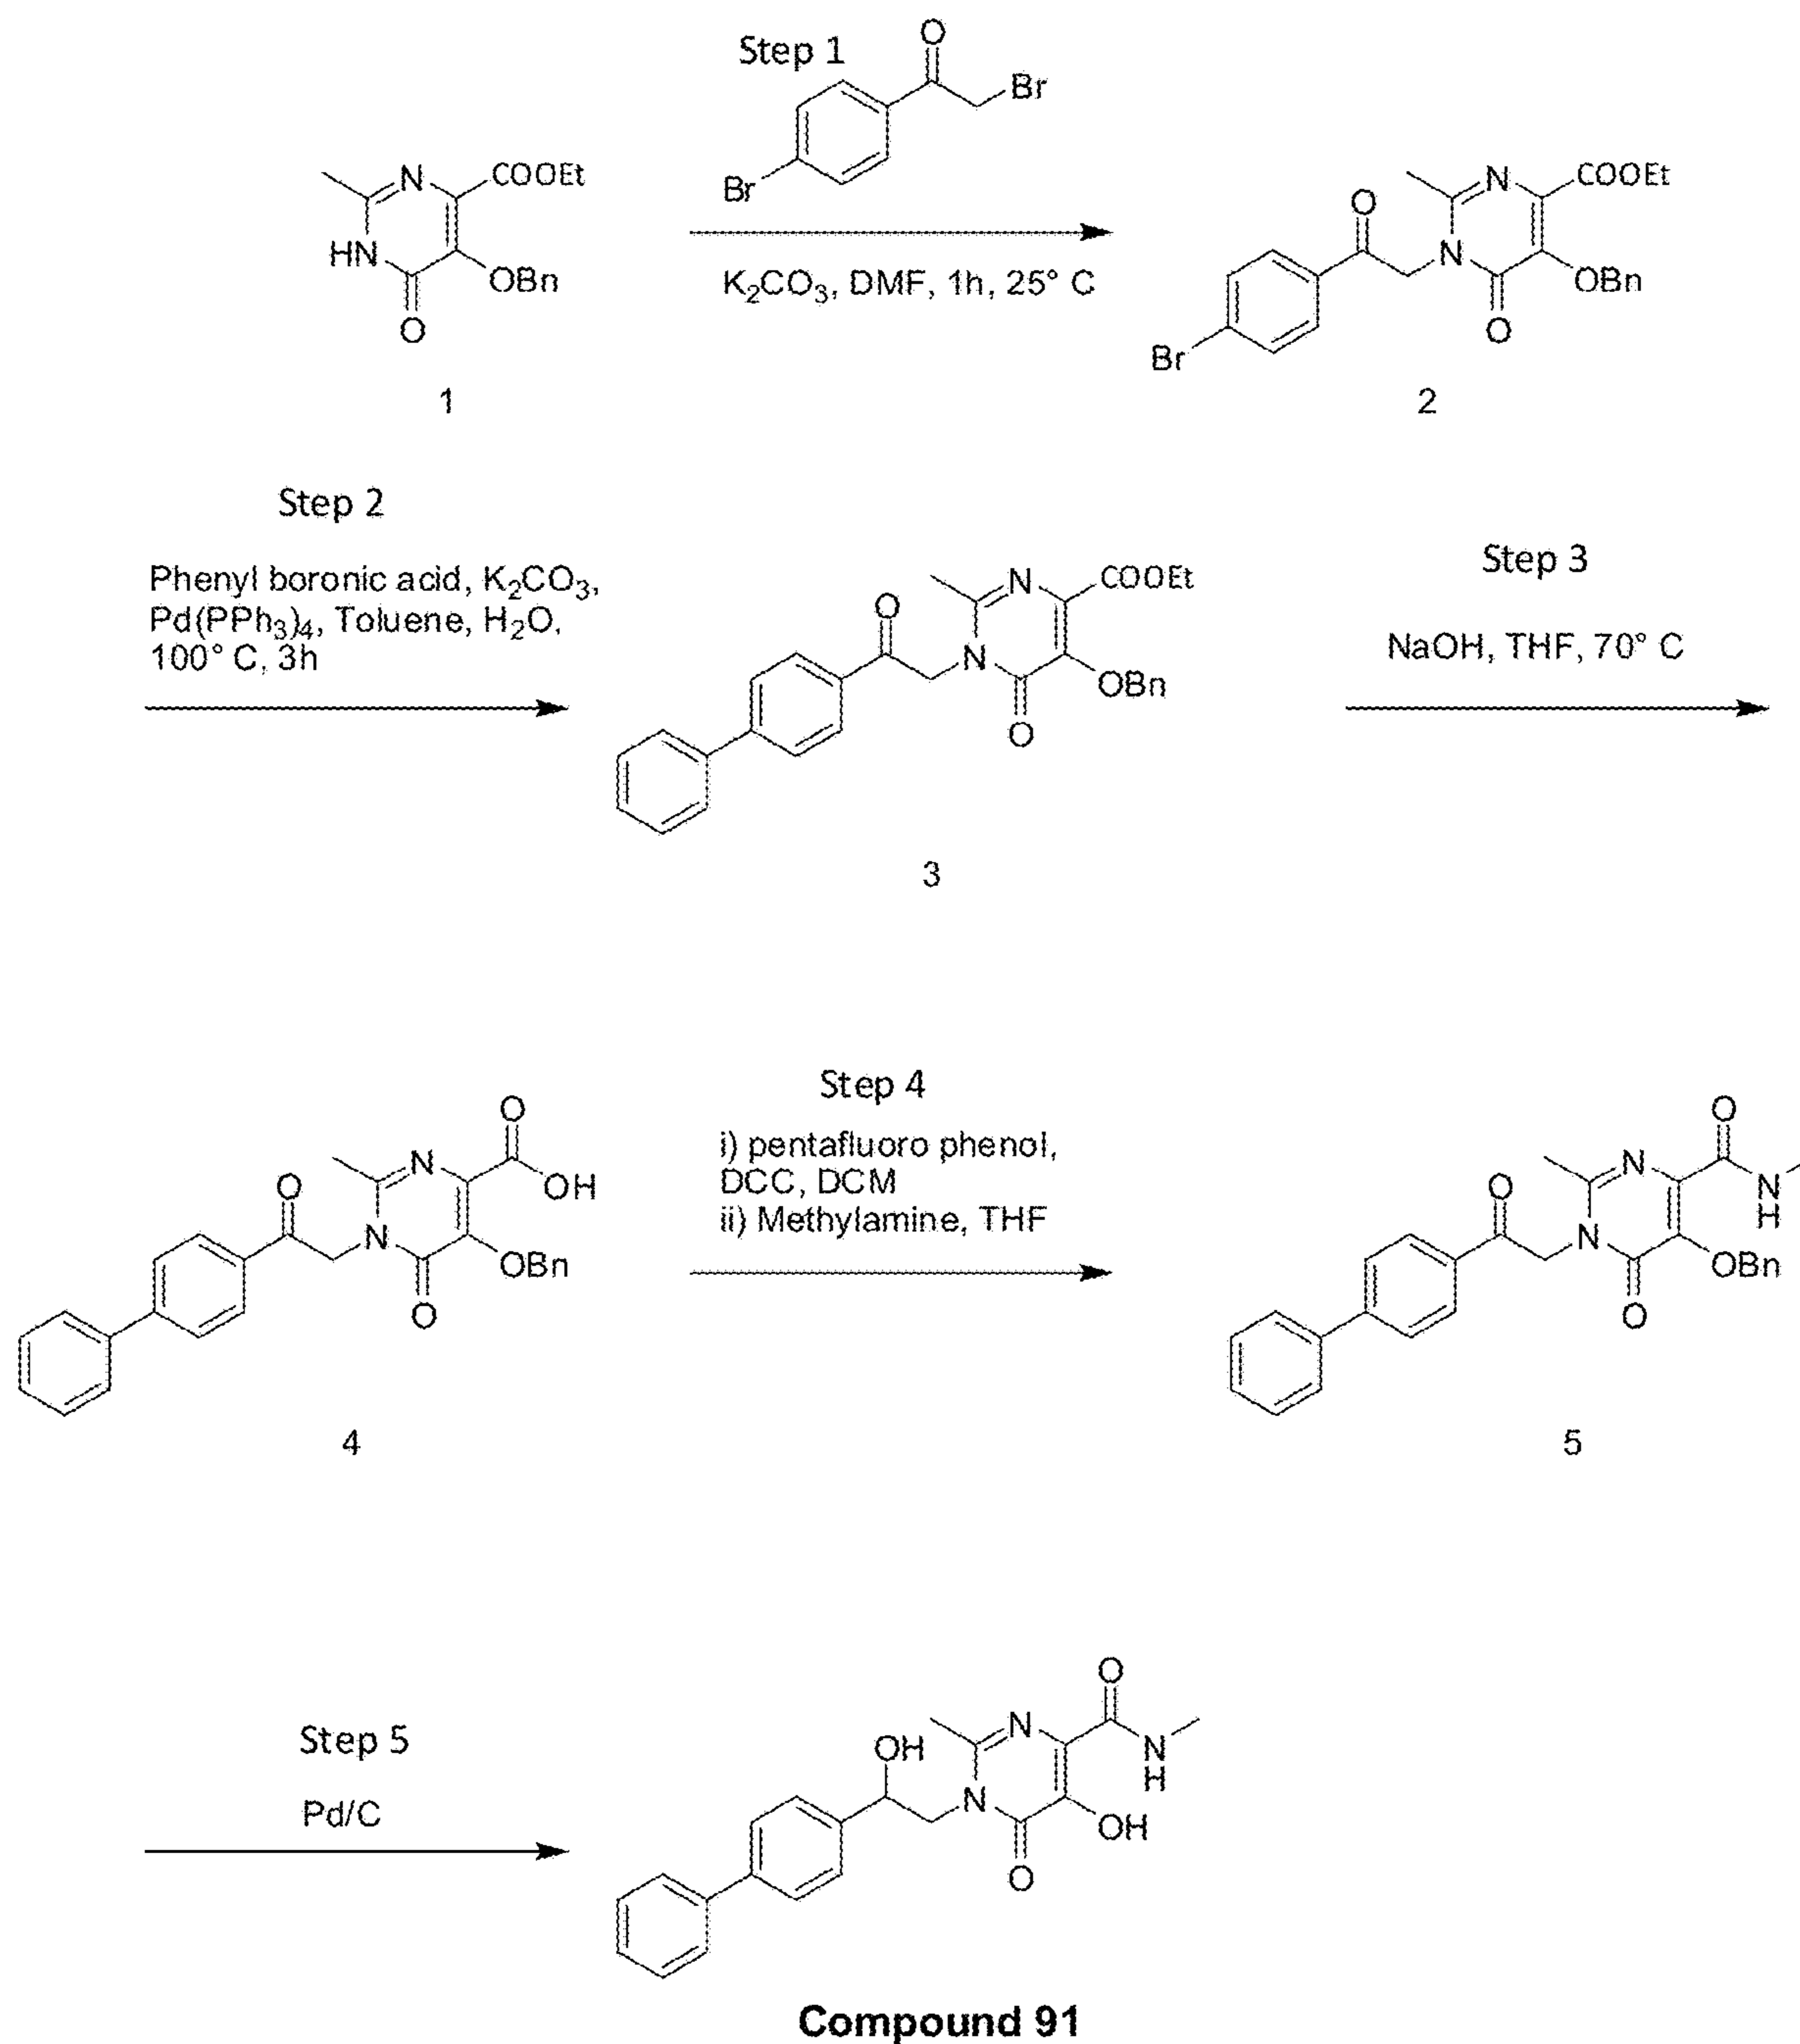 Step 1
O
Br
Br
N
COOEt
HN
OBn
O
K2CO3, DMF, 1h, 25° C
N
COOEt
O
N
OBn
O
Br
1
2
Step 2
Phenyl boronic acid, K2CO3,
Pd(PPh3)4, Toluene, H2O,
100° C, 3h
N
COOEt
O
N
OBn
O
3
Step 3
NaOH, THF, 70° C
O
N
OH
O
N
OBn
O
4
Step 4
i) pentafluoro phenol,
DCC, DCM
ii) Methylamine, THF
O
N
N
H
O
N
OBn
O
5
Step 5
Pd/C
O
N
N
H
OH
N
OH
O
Compound 91